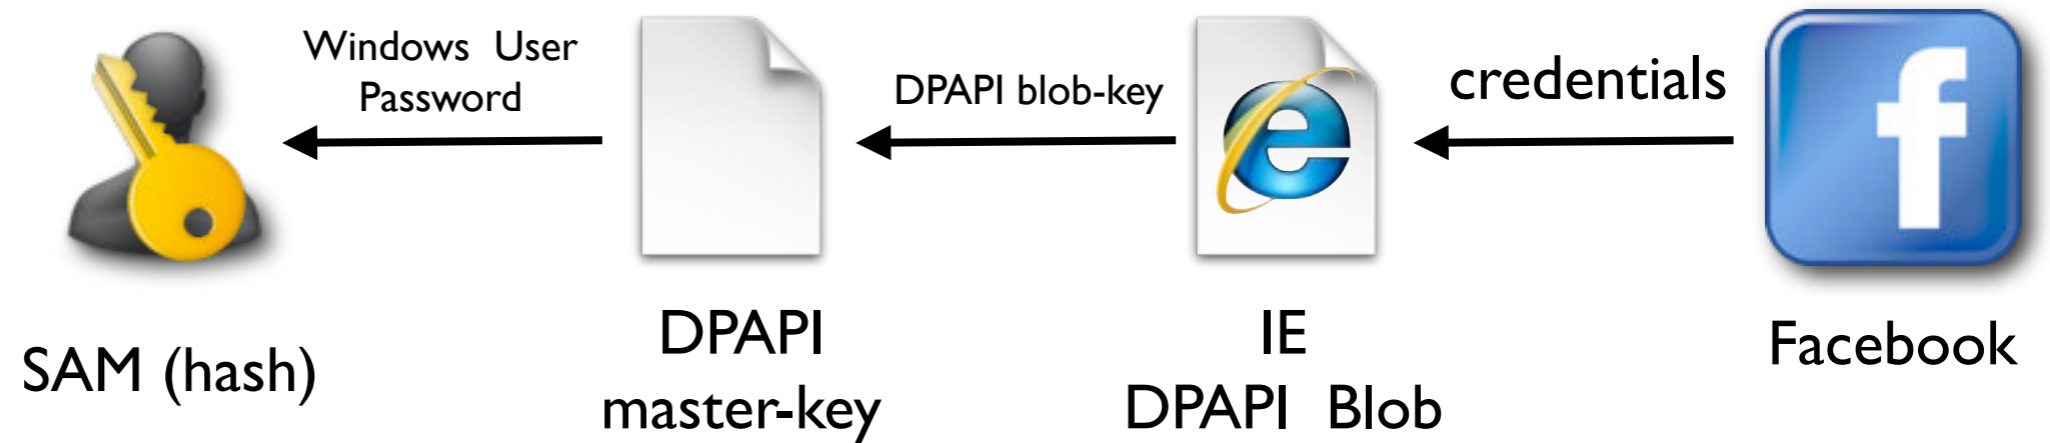 Windows User
Password
DPAPI blob-key
credentials
f
SAM (hash)
DPAPI
master-key
IE
DPAPI Blob
Facebook